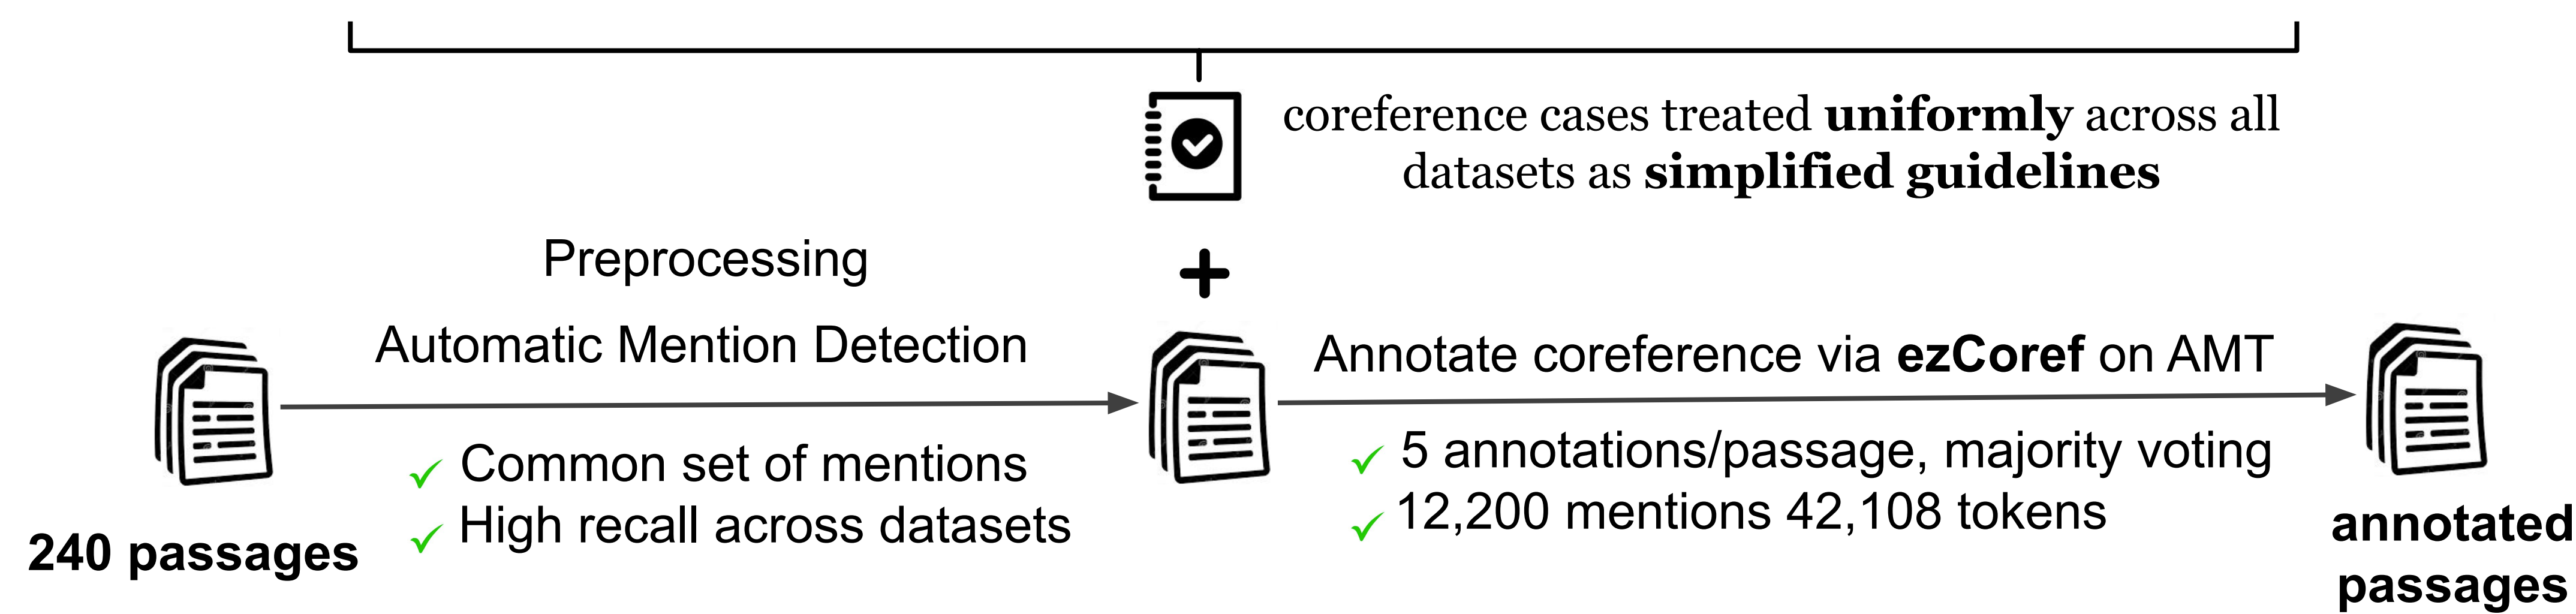 coreference cases treated uniformly across all
datasets as simplified guidelines
+
Preprocessing
Automatic Mention Detection
✓ Common set of mentions
✓ High recall across datasets
240 passages
Annotate coreference via ezCoref on AMT
✓ 5 annotations/passage, majority voting
✓ 12,200 mentions 42,108 tokens
annotated
passages